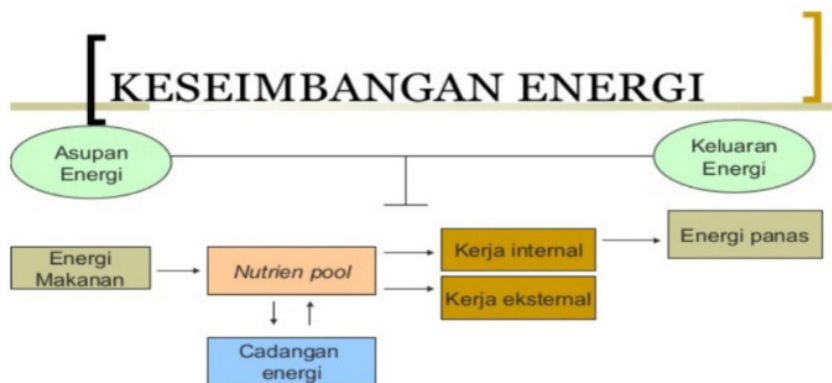 KESEIMBANGAN ENERGI
Asupan
Energi
Keluaran
Energi
Energi
Makanan
Nutrien pool
Kerja internal
Kerja eksternal
Energi panas
Cadangan
energi